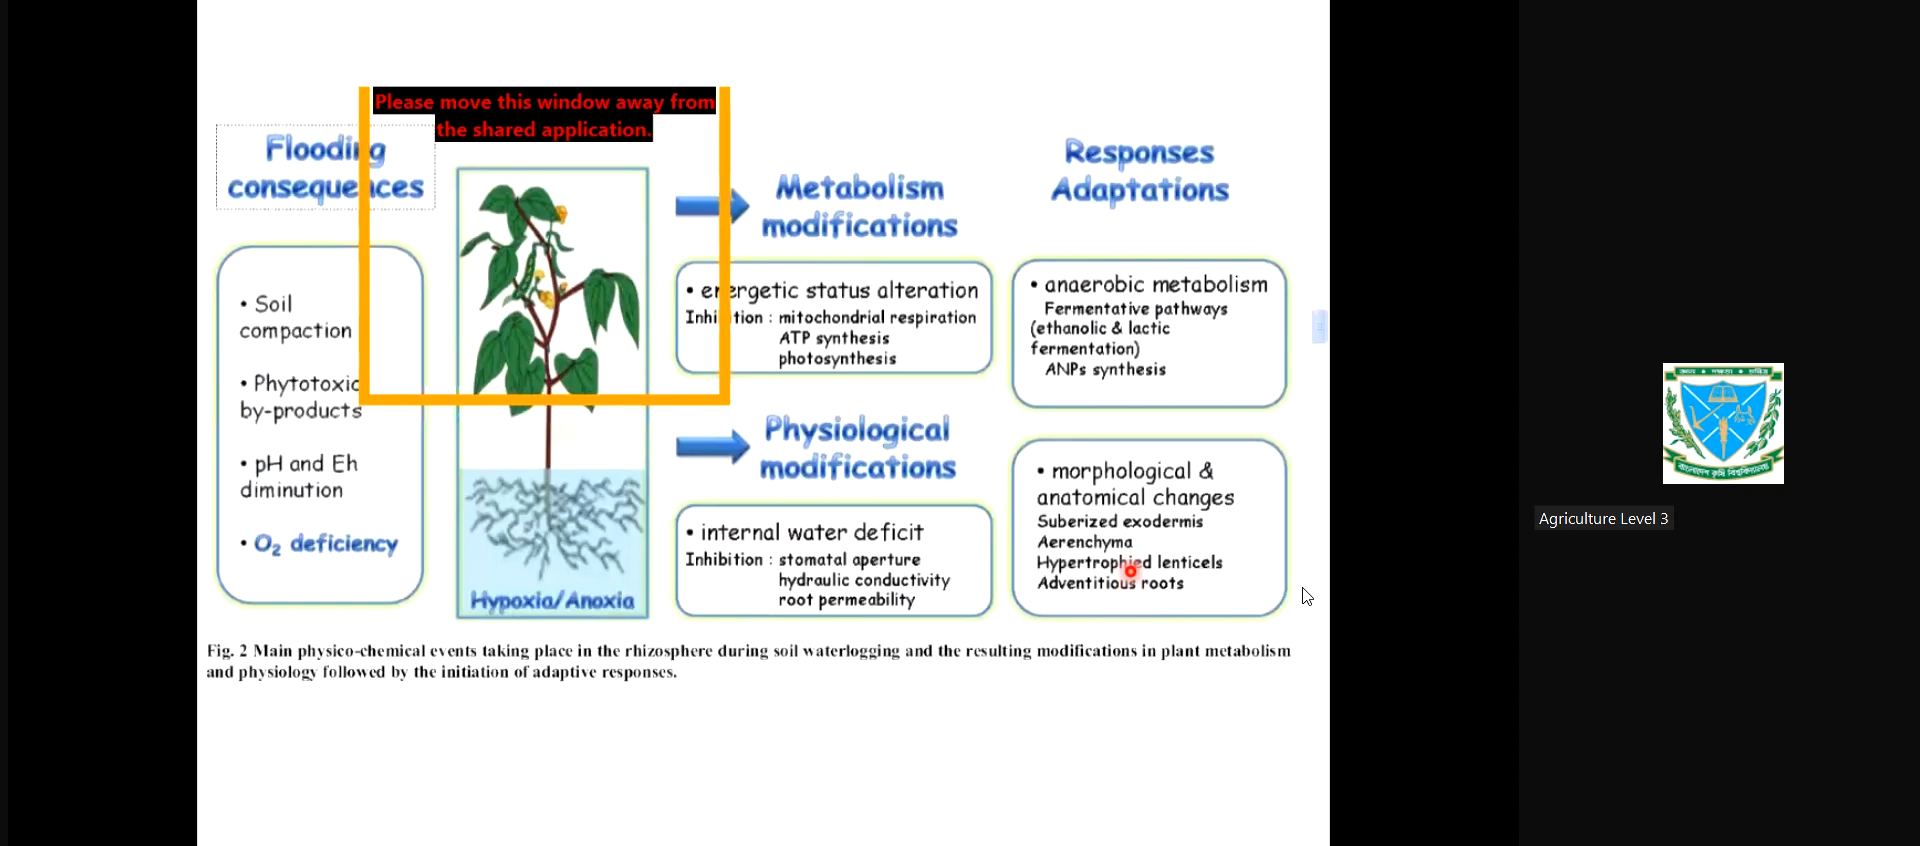 Please move this window away from
the shared application.
Flooding
consequences
• Soil
compaction
• Phytotoxic
by-products
• pH and Eh
diminution
• O₂ deficiency
Hypoxia/Anoxia
Metabolism
modifications
• energetic status alteration
Inhibition : mitochondrial respiration
ATP synthesis
photosynthesis
Physiological
modifications
• internal water deficit
Inhibition : stomatal aperture
hydraulic conductivity
root permeability
Responses
Adaptations
• anaerobic metabolism
Fermentative pathways
(ethanolic & lactic
fermentation)
ANPs synthesis
• morphological &
anatomical changes
Suberized exodermis
Aerenchyma
Hypertrophied lenticels
Adventitious roots
Fig. 2 Main physico-chemical events taking place in the rhizosphere during soil waterlogging and the resulting modifications in plant metabolism
and physiology followed by the initiation of adaptive responses.
বাংলাদেশ কৃষি বিশ্ববিদ্যালয়
Agriculture Level 3